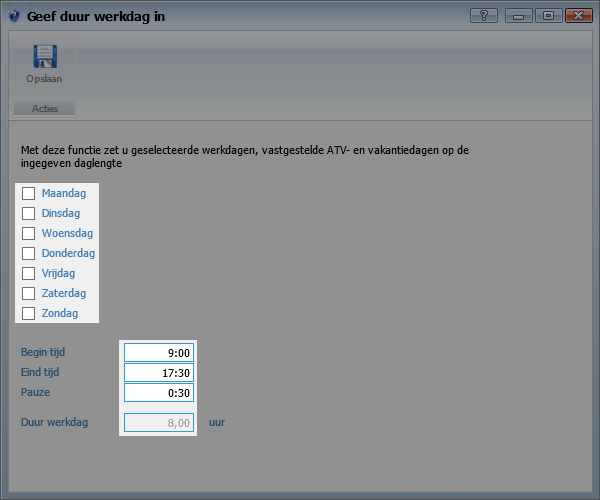 Geef duur werkdag in
?
Opslaan
Acties
Met deze functie zet u geselecteerde werkdagen, vastgestelde ATV- en vakantiedagen op de
ingegeven daglengte
Maandag
Dinsdag
Woensdag
Donderdag
Vrijdag
Zaterdag
Zondag
Begin tijd 9:00
Eind tijd 17:30
Pauze 0:30
Duur werkdag 8,00 uur